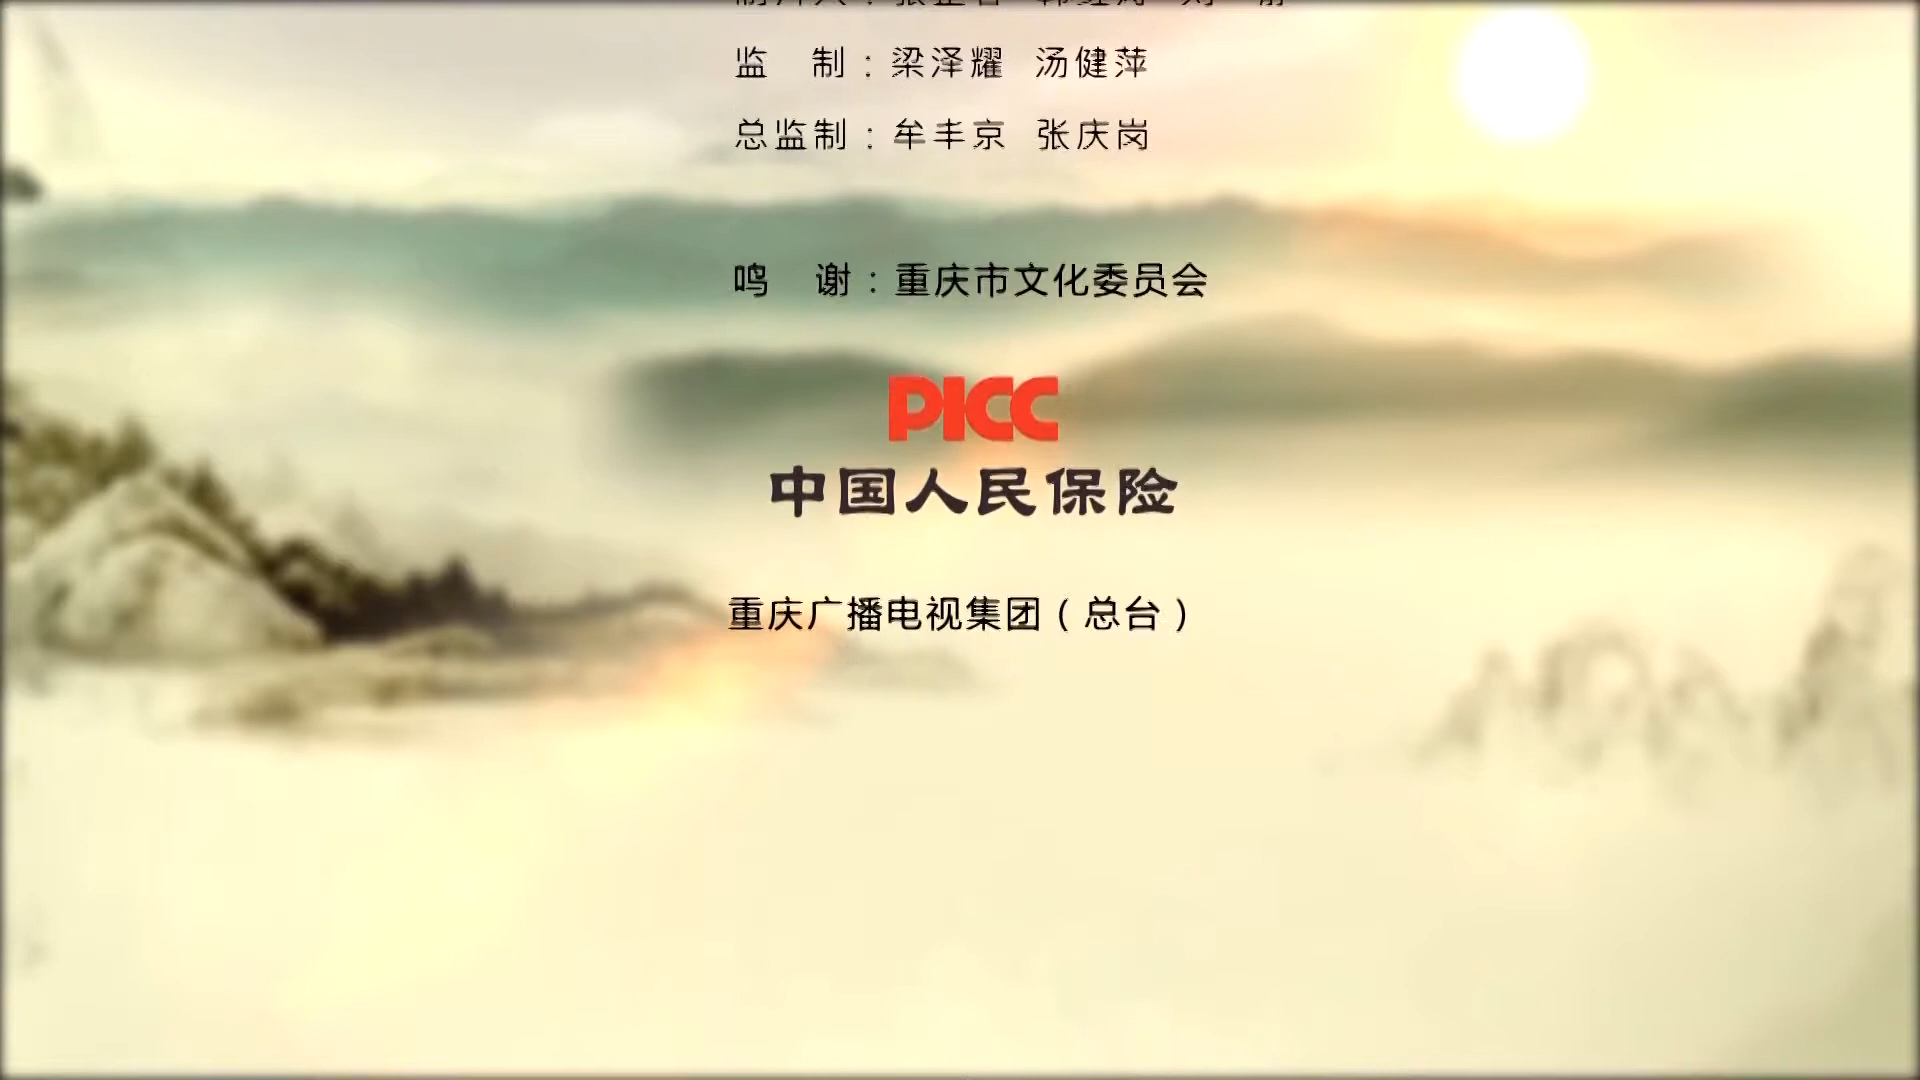 监 制：梁泽耀 汤健萍
总监制：牟丰京 张庆岗
鸣 谢：重庆市文化委员会
PICC
中国人民保险
重庆广播电视集团（总台）